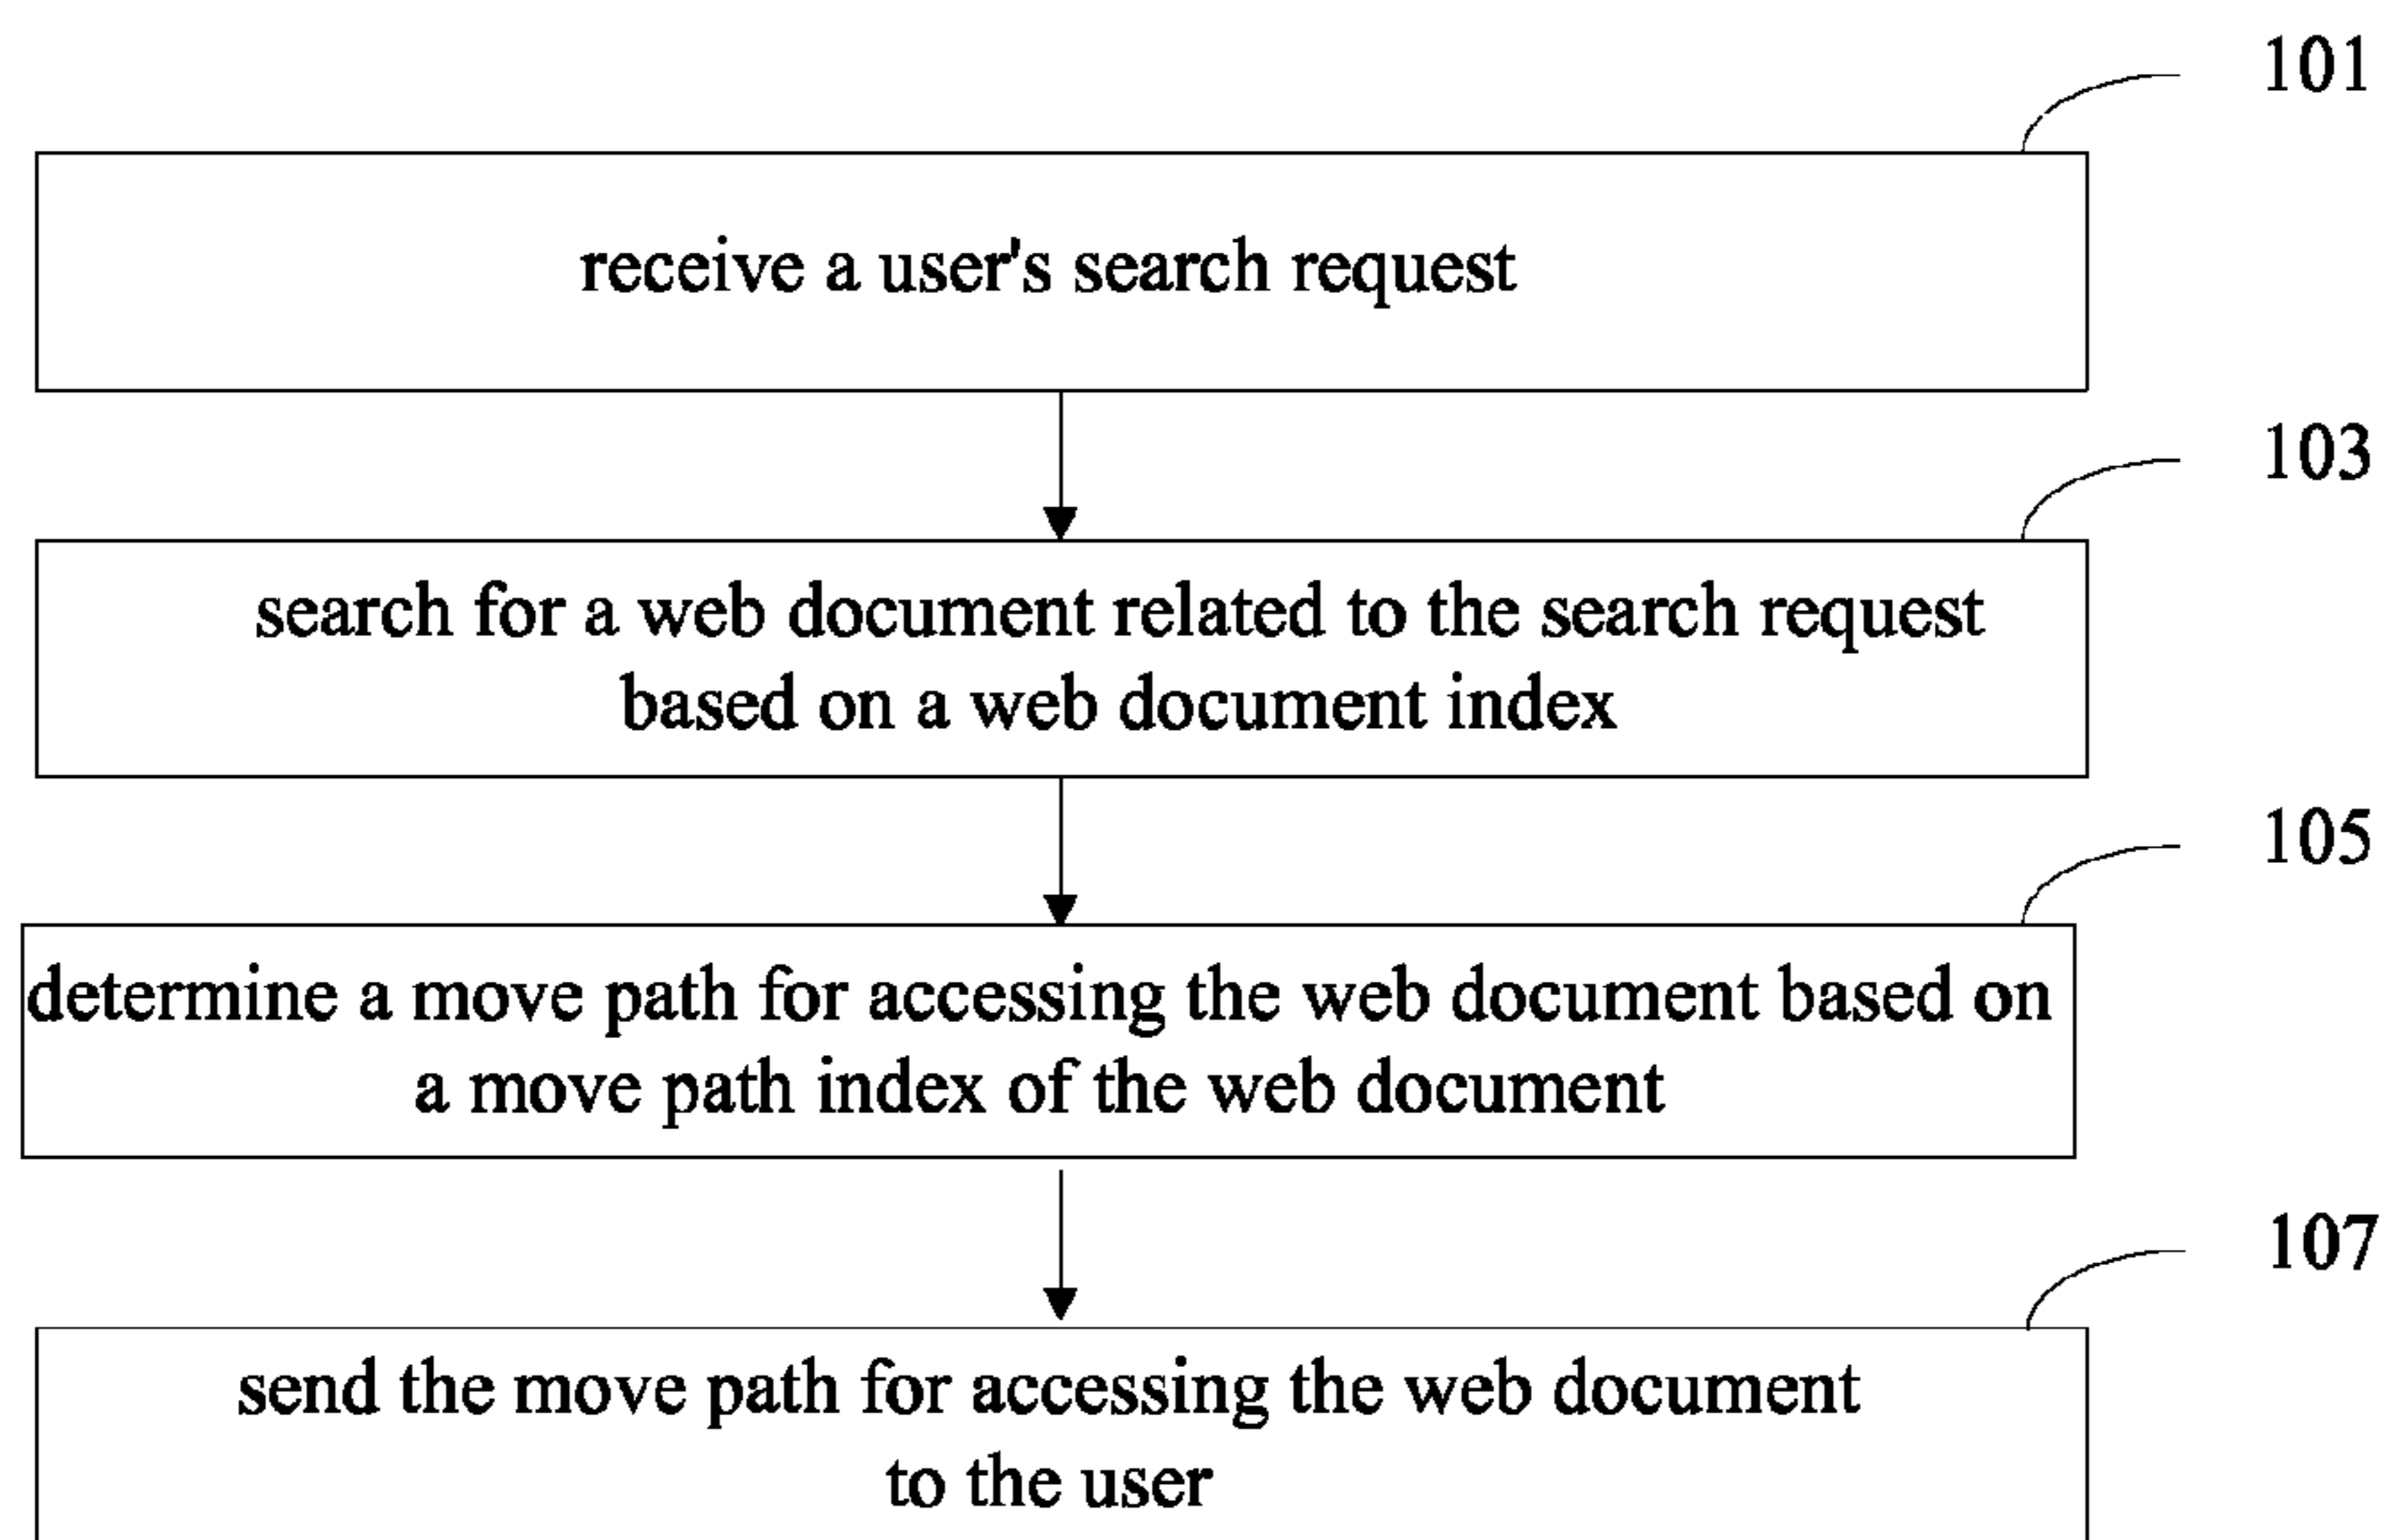 101
receive a user's search request
103
search for a web document related to the search request
based on a web document index
105
determine a move path for accessing the web document based on
a move path index of the web document
107
send the move path for accessing the web document
to the user